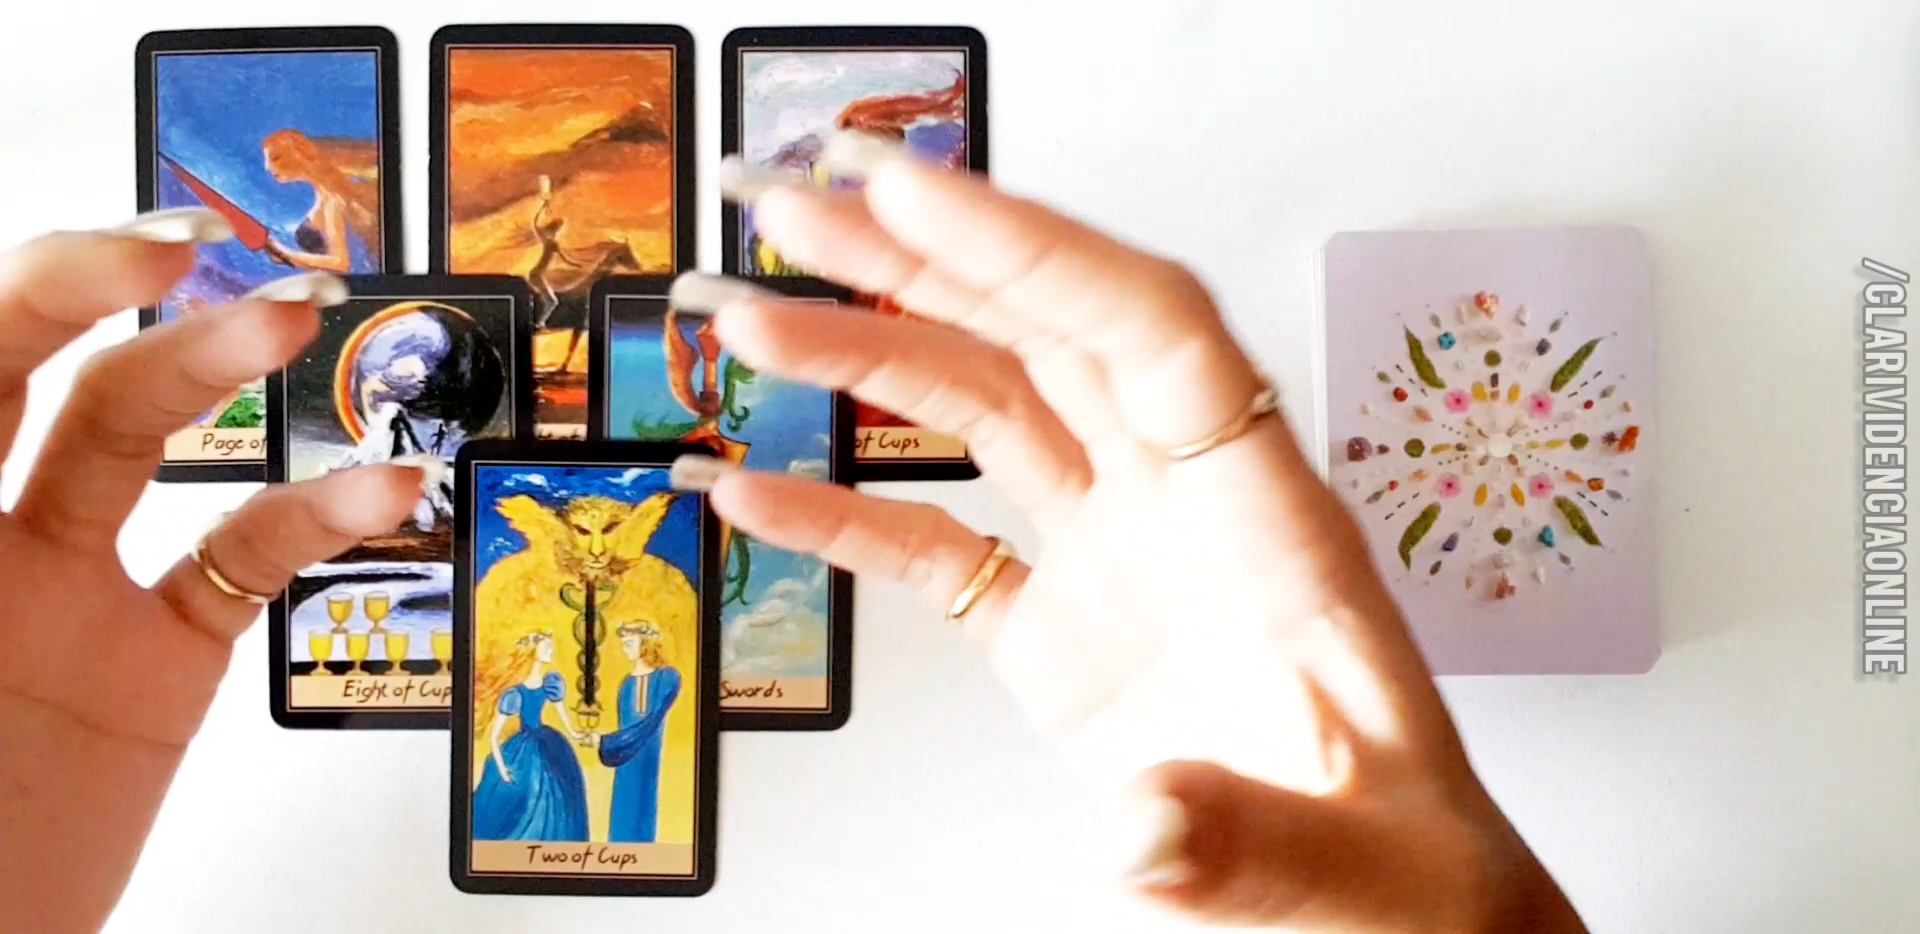 Page of
of Cups
Eight of Cup
Swords
Two of Cups
/CLARIVIDENCIAONLINE